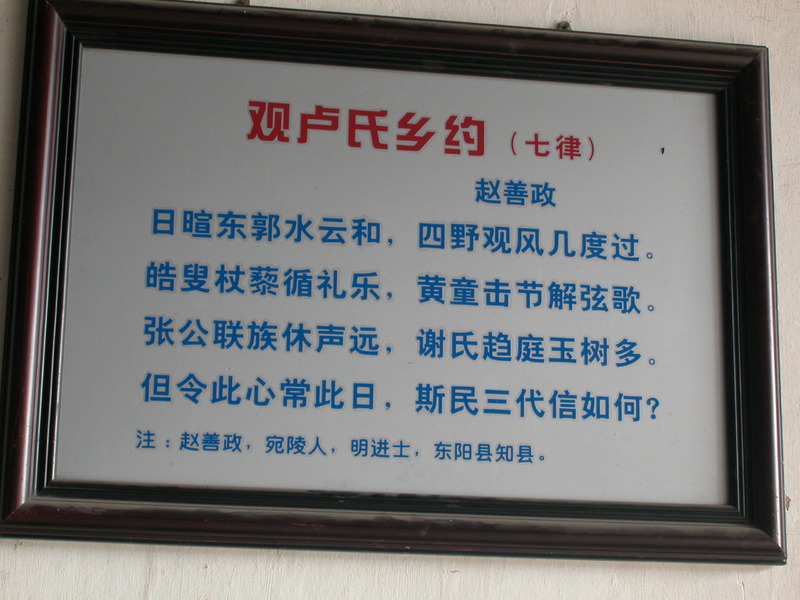 观卢氏乡约（七律）
赵善政
日暄东郭水云和，四野观风几度过。
皓叟杖藜循礼乐，黄童击节解弦歌。
张公联族休声远，谢氏趋庭玉树多。
但令此心常此日，斯民三代信如何？
注：赵善政，宛陵人，明进士，东阳县知县。